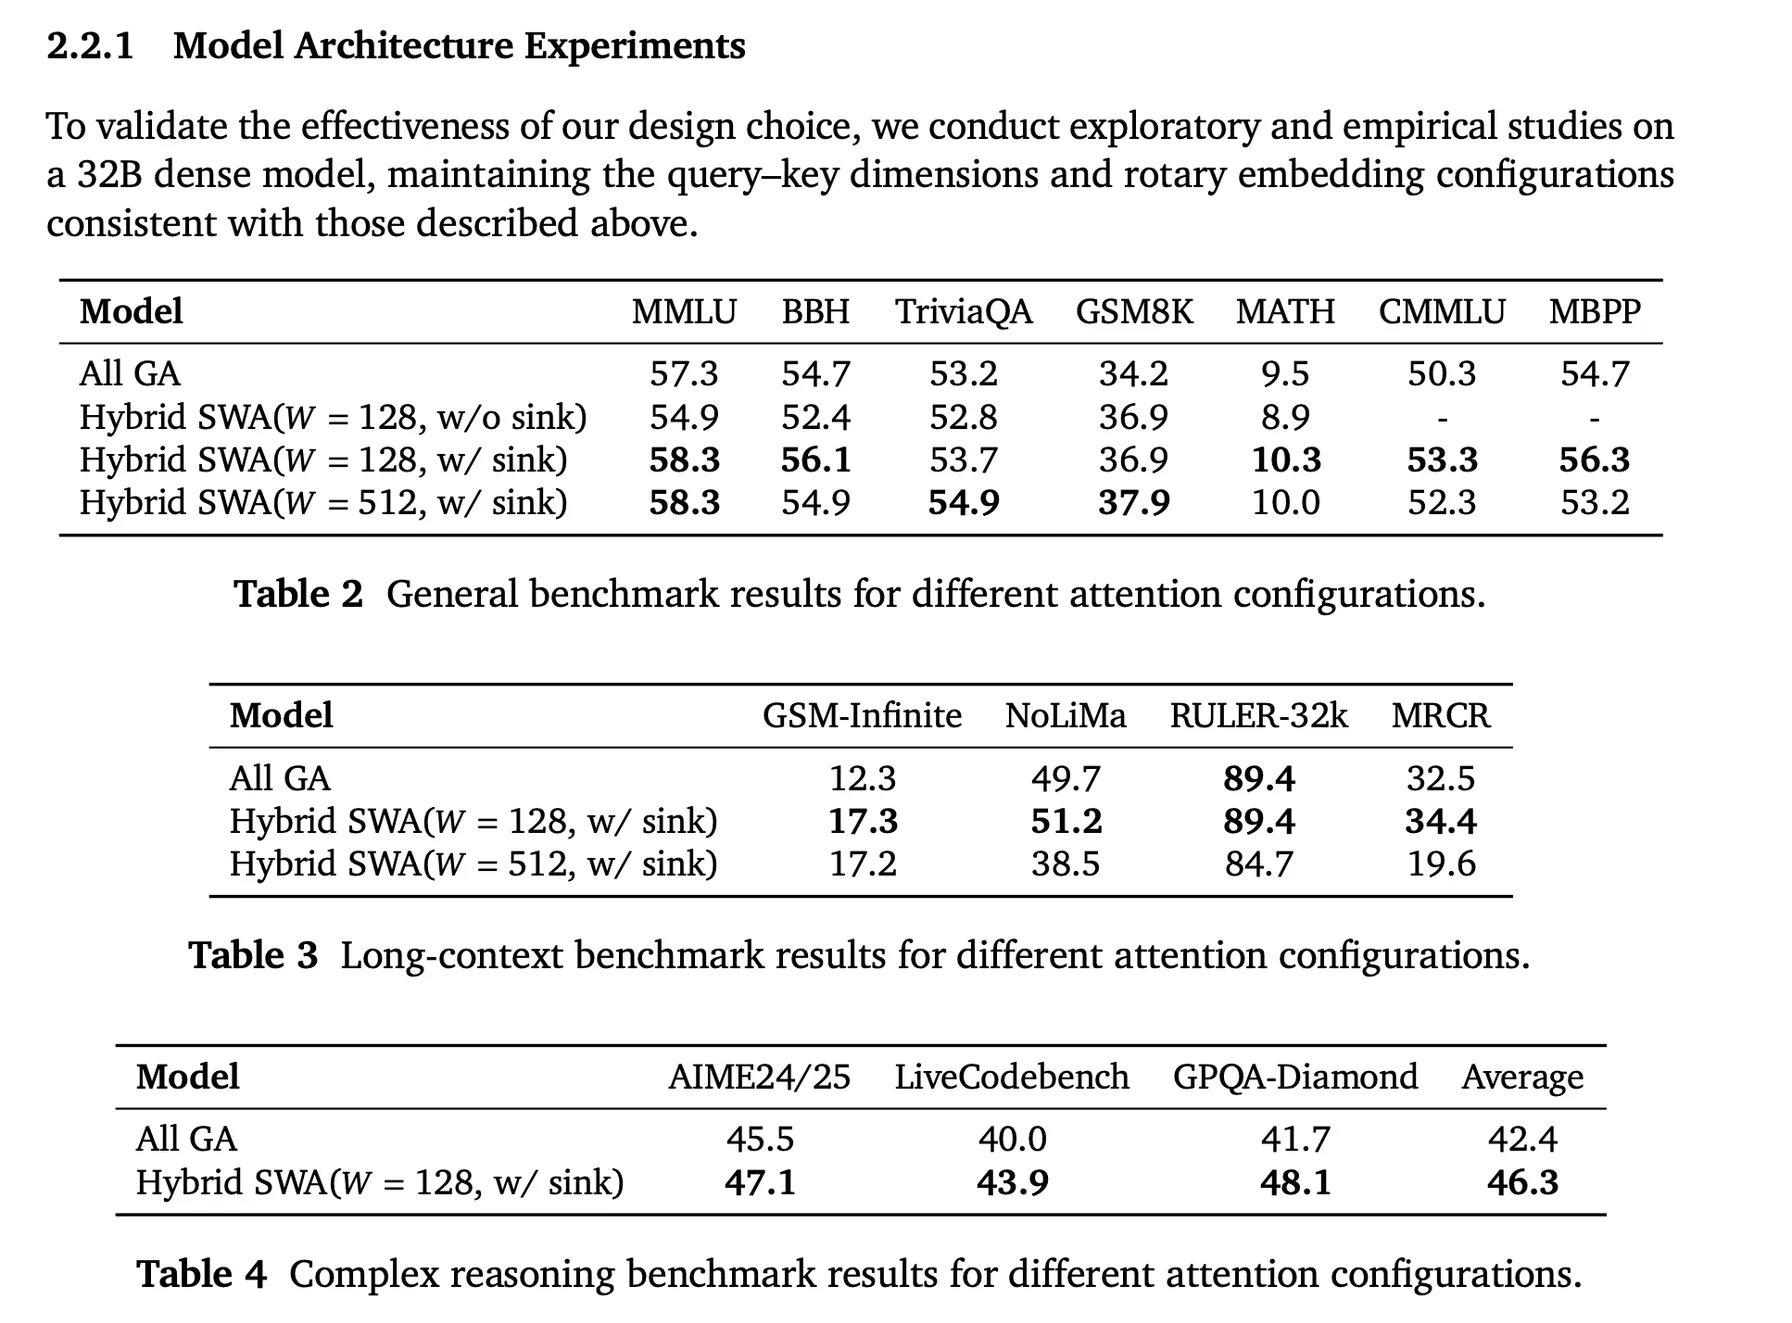 2.2.1 Model Architecture Experiments
To validate the effectiveness of our design choice, we conduct exploratory and empirical studies on
a 32B dense model, maintaining the query–key dimensions and rotary embedding configurations
consistent with those described above.
Model MMLU BBH TriviaQA GSM8K MATH CMMLU MBPP
All GA 57.3 54.7 53.2 34.2 9.5 50.3 54.7
Hybrid SWA(W = 128, w/o sink) 54.9 52.4 52.8 36.9 8.9 - -
Hybrid SWA(W = 128, w/ sink) 58.3 56.1 53.7 36.9 10.3 53.3 56.3
Hybrid SWA(W = 512, w/ sink) 58.3 54.9 54.9 37.9 10.0 52.3 53.2
Table 2 General benchmark results for different attention configurations.
Model GSM-Infinite NoLiMa RULER-32k MRCR
All GA 12.3 49.7 89.4 32.5
Hybrid SWA(W = 128, w/ sink) 17.3 51.2 89.4 34.4
Hybrid SWA(W = 512, w/ sink) 17.2 38.5 84.7 19.6
Table 3 Long-context benchmark results for different attention configurations.
Model AIME24/25 LiveCodebench GPQA-Diamond Average
All GA 45.5 40.0 41.7 42.4
Hybrid SWA(W = 128, w/ sink) 47.1 43.9 48.1 46.3
Table 4 Complex reasoning benchmark results for different attention configurations.